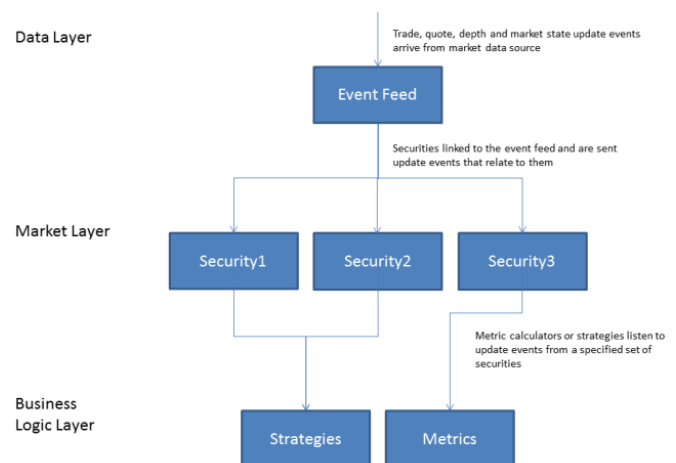 Data Layer
Trade, quote, depth and market state update events
arrive from market data source
Event Feed
Securities linked to the event feed and are sent
update events that relate to them
Market Layer
Security1
Security2
Security3
Metric calculators or strategies listen to
update events from a specified set of
securities
Business
Logic Layer
Strategies
Metrics